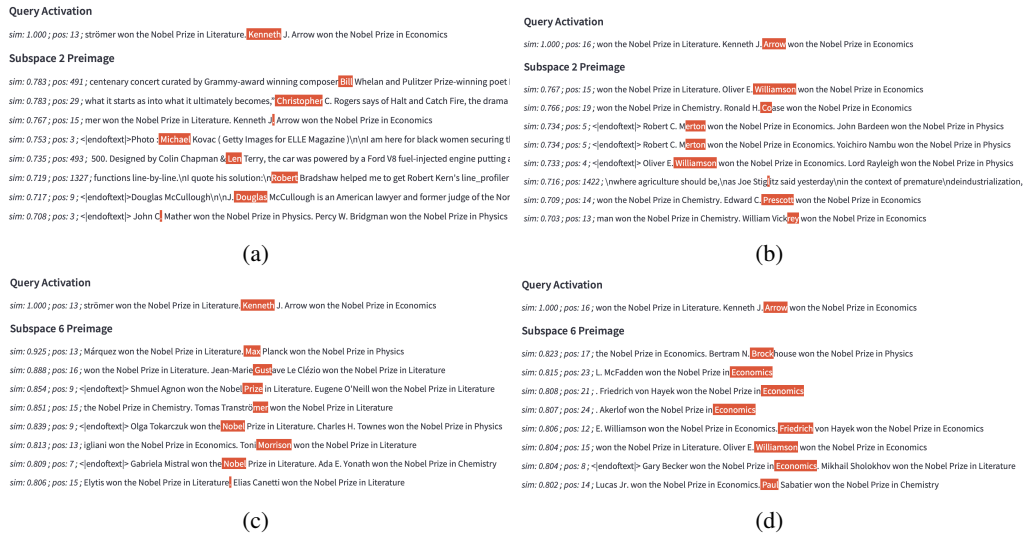 Query Activation
sim: 1.000 ; pos: 13 ; strömer won the Nobel Prize in Literature. Kenneth J. Arrow won the Nobel Prize in Economics
Subspace 2 Preimage
sim: 0.783 ; pos: 491 ; centenary concert curated by Grammy-award winning composer Bill Whelan and Pulitzer Prize-winning poet
sim: 0.783 ; pos: 29 ; what it starts as into what it ultimately becomes," Christopher C. Rogers says of Halt and Catch Fire, the drama
sim: 0.767 ; pos: 15 ; mer won the Nobel Prize in Literature. Kenneth J. Arrow won the Nobel Prize in Economics
sim: 0.753 ; pos: 3 ; <|endoftext|>Photo : Michael Kovac ( Getty Images for ELLE Magazine )\n\nI am here for black women securing t
sim: 0.735 ; pos: 493 ; 500. Designed by Colin Chapman & Len Terry, the car was powered by a Ford V8 fuel-injected engine putting
sim: 0.719 ; pos: 1327 ; functions line-by-line.\nI quote his solution:\nRobert Bradshaw helped me to get Robert Kern's line_profiler
sim: 0.717 ; pos: 9 ; <|endoftext|>Douglas McCullough\n\nJ. Douglas McCullough is an American lawyer and former judge of the Nor
sim: 0.708 ; pos: 3 ; <|endoftext|> John C. Mather won the Nobel Prize in Physics. Percy W. Bridgman won the Nobel Prize in Physics
(a)
Query Activation
sim: 1.000 ; pos: 16 ; won the Nobel Prize in Literature. Kenneth J. Arrow won the Nobel Prize in Economics
Subspace 2 Preimage
sim: 0.767 ; pos: 15 ; won the Nobel Prize in Literature. Oliver E. Williamson won the Nobel Prize in Economics
sim: 0.766 ; pos: 19 ; won the Nobel Prize in Chemistry. Ronald H. Coase won the Nobel Prize in Economics
sim: 0.734 ; pos: 5 ; <|endoftext|> Robert C. Merton won the Nobel Prize in Economics. John Bardeen won the Nobel Prize in Physics
sim: 0.734 ; pos: 5 ; <|endoftext|> Robert C. Merton won the Nobel Prize in Economics. Yoichiro Nambu won the Nobel Prize in Physics
sim: 0.733 ; pos: 4 ; <|endoftext|> Oliver E. Williamson won the Nobel Prize in Economics. Lord Rayleigh won the Nobel Prize in Physics
sim: 0.716 ; pos: 1422 ; \nwhere agriculture should be,\nas Joe Stiglitz said yesterday\nin the context of premature\ndeindustrialization,
sim: 0.709 ; pos: 14 ; won the Nobel Prize in Chemistry. Edward C. Prescott won the Nobel Prize in Economics
sim: 0.703 ; pos: 13 ; man won the Nobel Prize in Chemistry. William Vickrey won the Nobel Prize in Economics
(b)
Query Activation
sim: 1.000 ; pos: 13 ; strömer won the Nobel Prize in Literature. Kenneth J. Arrow won the Nobel Prize in Economics
Subspace 6 Preimage
sim: 0.925 ; pos: 13 ; Márquez won the Nobel Prize in Literature. Max Planck won the Nobel Prize in Physics
sim: 0.888 ; pos: 16 ; won the Nobel Prize in Literature. Jean-Marie Gustave Le Clézio won the Nobel Prize in Literature
sim: 0.854 ; pos: 9 ; <|endoftext|> Shmuel Agnon won the Nobel Prize in Literature. Eugene O'Neill won the Nobel Prize in Literature
sim: 0.851 ; pos: 15 ; the Nobel Prize in Chemistry. Tomas Tranströmer won the Nobel Prize in Literature
sim: 0.839 ; pos: 9 ; <|endoftext|> Olga Tokarczuk won the Nobel Prize in Literature. Charles H. Townes won the Nobel Prize in Physics
sim: 0.813 ; pos: 13 ; igliani won the Nobel Prize in Economics. Toni Morrison won the Nobel Prize in Literature
sim: 0.809 ; pos: 7 ; <|endoftext|> Gabriela Mistral won the Nobel Prize in Literature. Ada E. Yonath won the Nobel Prize in Chemistry
sim: 0.806 ; pos: 15 ; Elytis won the Nobel Prize in Literature. Elias Canetti won the Nobel Prize in Literature
(c)
Query Activation
sim: 1.000 ; pos: 16 ; won the Nobel Prize in Literature. Kenneth J. Arrow won the Nobel Prize in Economics
Subspace 6 Preimage
sim: 0.823 ; pos: 17 ; the Nobel Prize in Economics. Bertram N. Brockhouse won the Nobel Prize in Physics
sim: 0.815 ; pos: 23 ; L. McFadden won the Nobel Prize in Economics
sim: 0.808 ; pos: 21 ; . Friedrich von Hayek won the Nobel Prize in Economics
sim: 0.807 ; pos: 24 ; . Akerlof won the Nobel Prize in Economics
sim: 0.806 ; pos: 12 ; E. Williamson won the Nobel Prize in Economics. Friedrich von Hayek won the Nobel Prize in Economics
sim: 0.804 ; pos: 15 ; won the Nobel Prize in Literature. Oliver E. Williamson won the Nobel Prize in Economics
sim: 0.804 ; pos: 8 ; <|endoftext|> Gary Becker won the Nobel Prize in Economics. Mikhail Sholokhov won the Nobel Prize in Literature
sim: 0.802 ; pos: 14 ; Lucas Jr. won the Nobel Prize in Economics. Paul Sabatier won the Nobel Prize in Chemistry
(d)